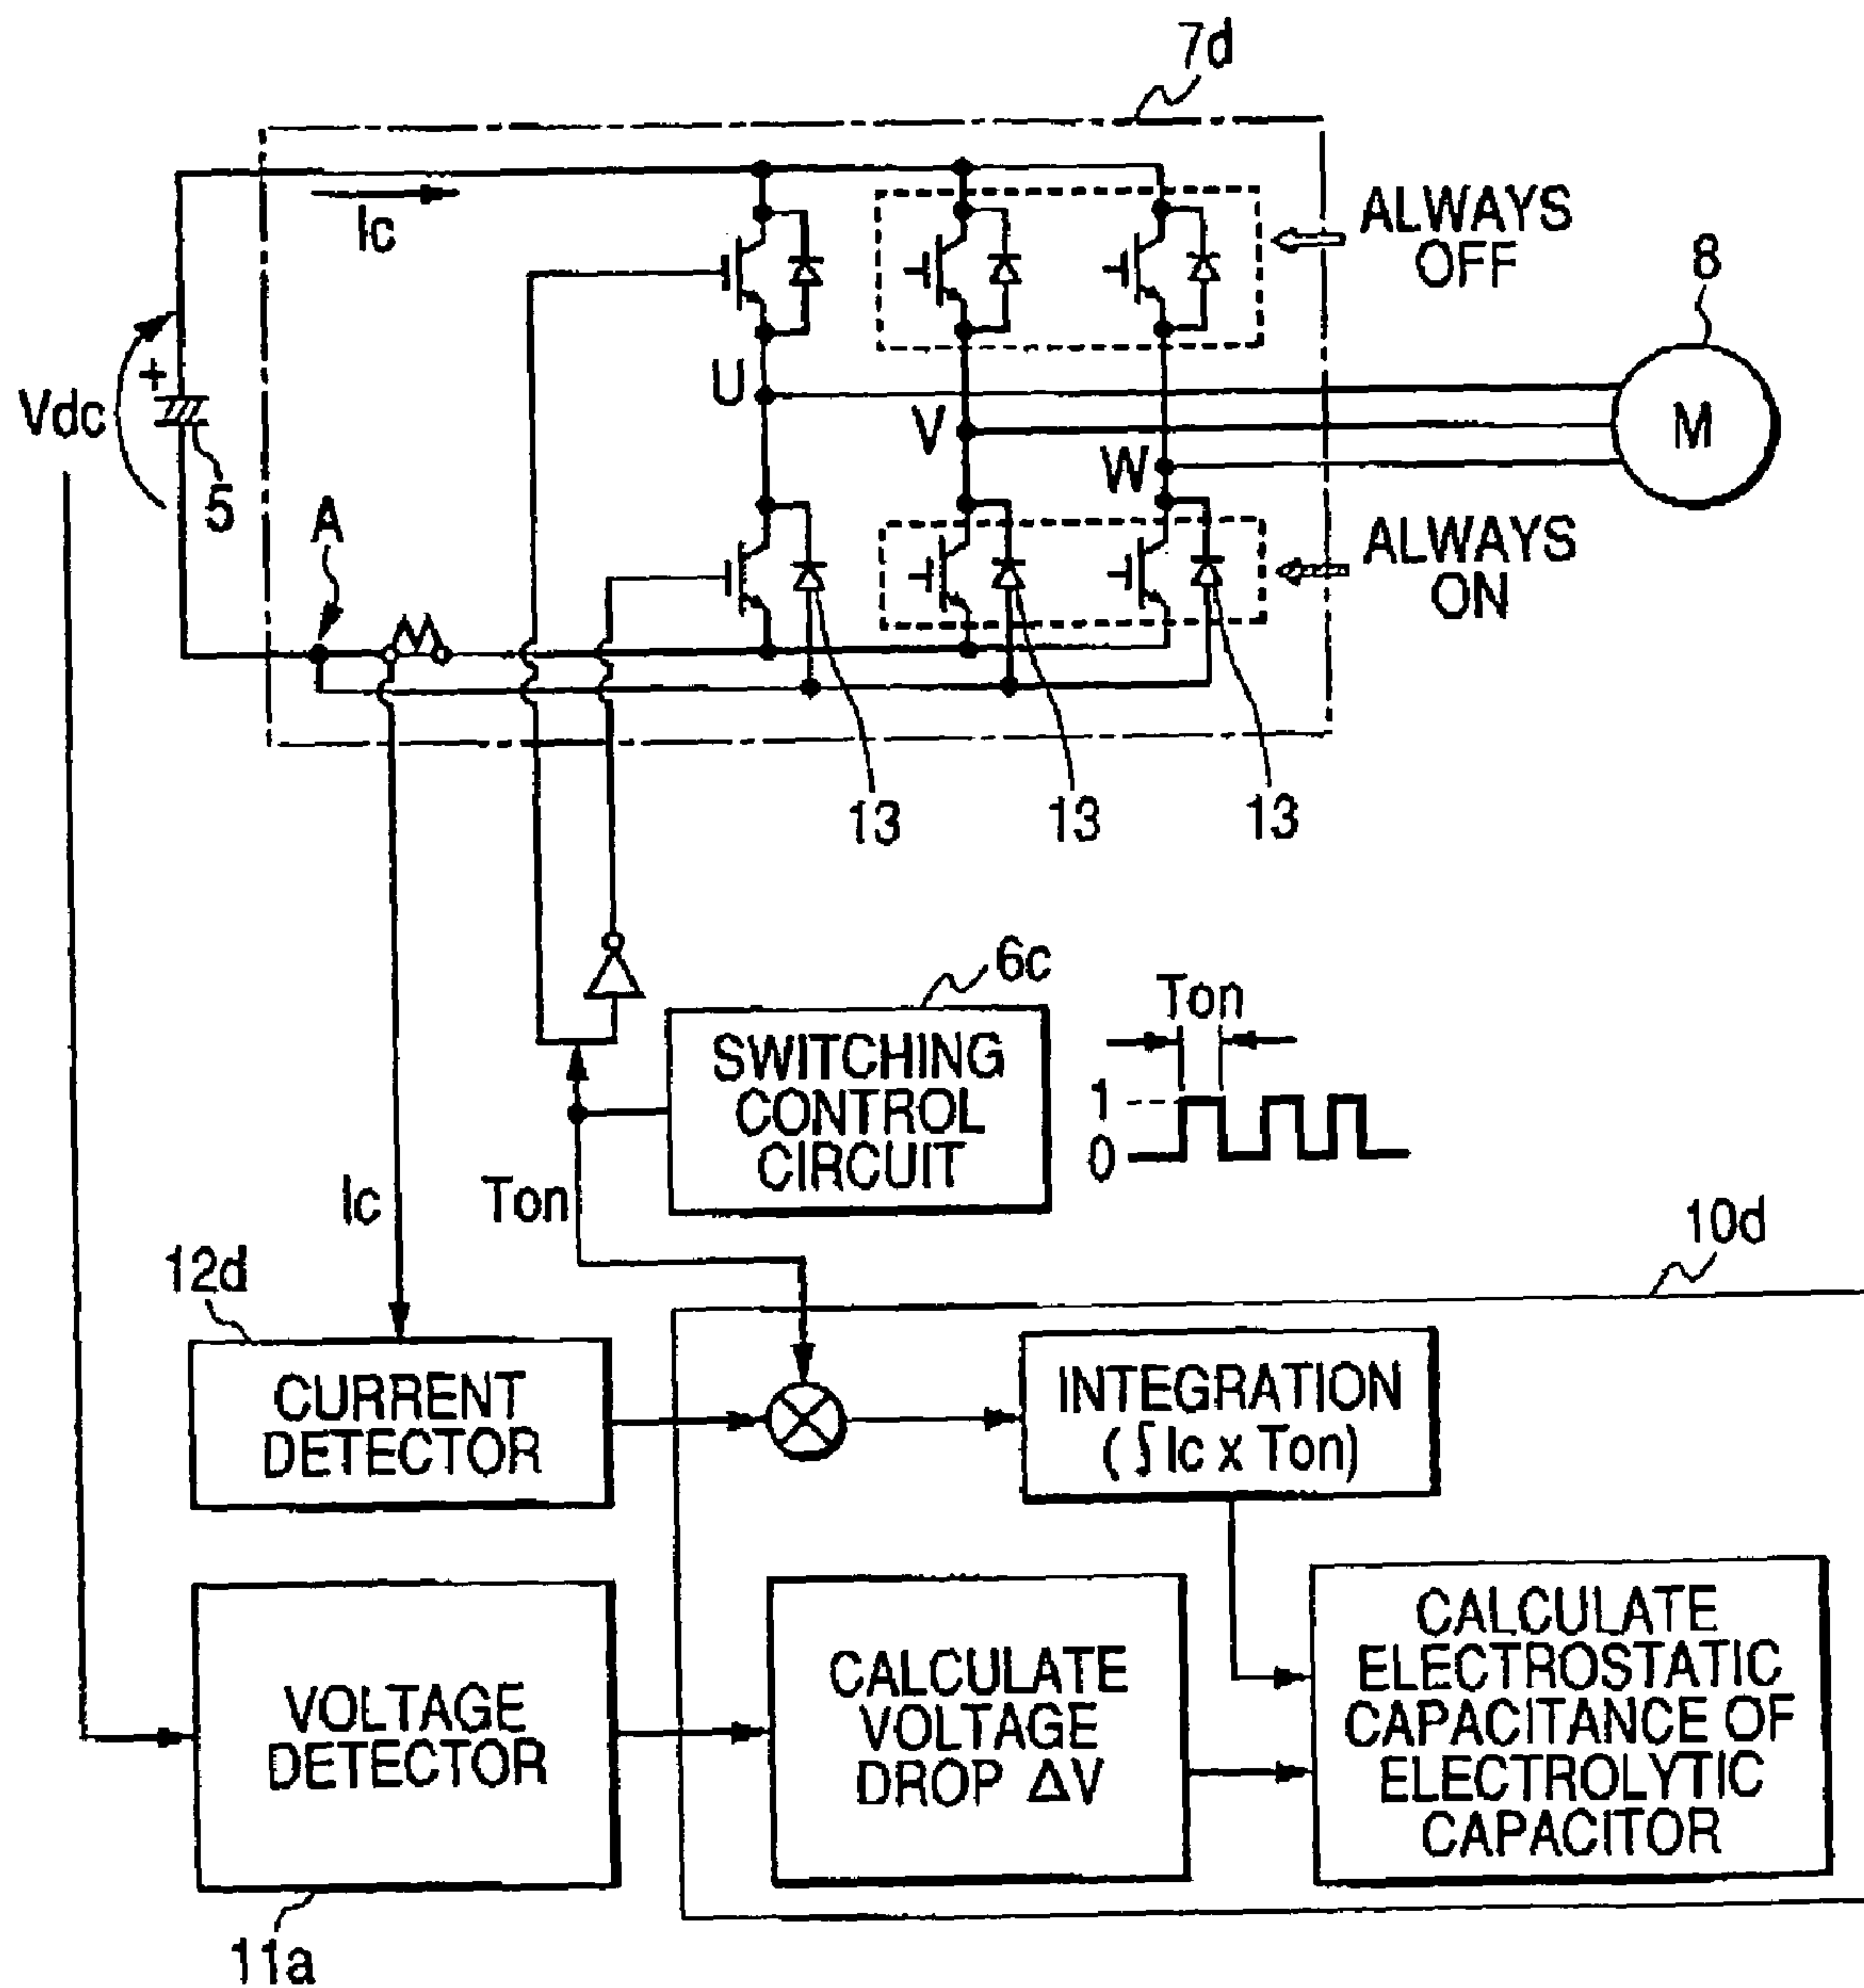 7d
Ic
ALWAYS
OFF
8
Vdc
+
5
U
V
W
M
A
ALWAYS
ON
13
13
13
6c
SWITCHING
CONTROL
CIRCUIT
Ton
1
0
Ic
Ton
12d
10d
CURRENT
DETECTOR
INTEGRATION
(∫Ic x Ton)
VOLTAGE
DETECTOR
CALCULATE
VOLTAGE
DROP ΔV
CALCULATE
ELECTROSTATIC
CAPACITANCE OF
ELECTROLYTIC
CAPACITOR
11a